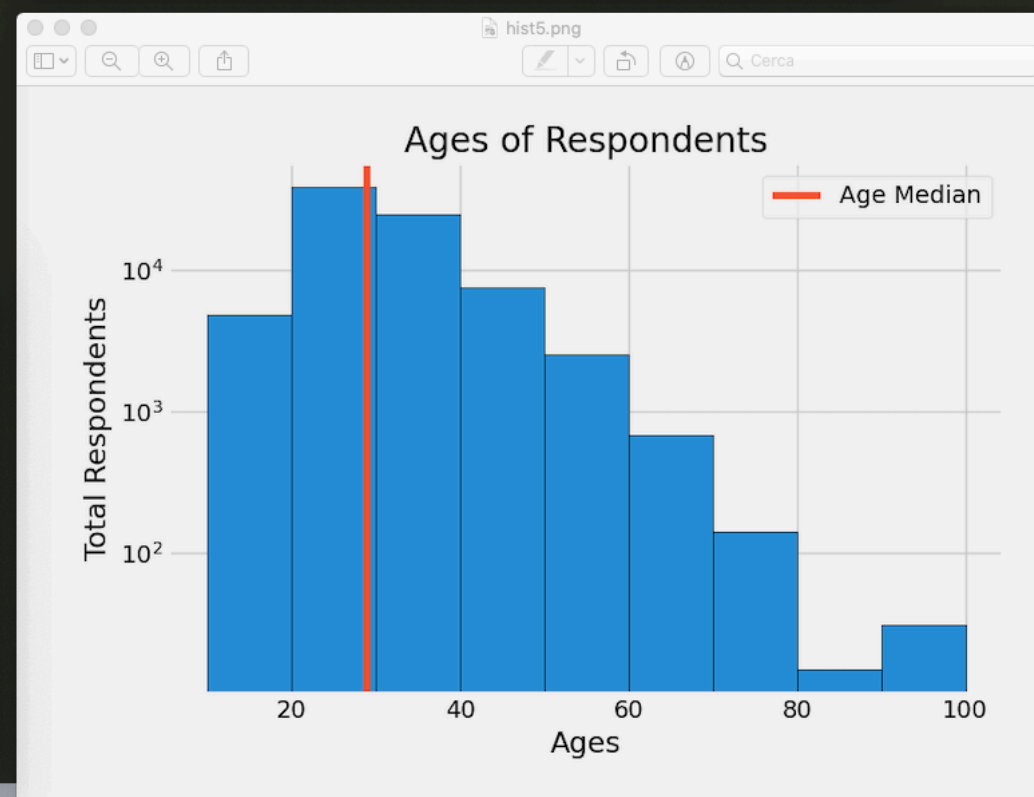 hist5.png
Cerca
Ages of Respondents
Age Median
Total Respondents
10⁴
10³
10²
20 40 60 80 100
Ages